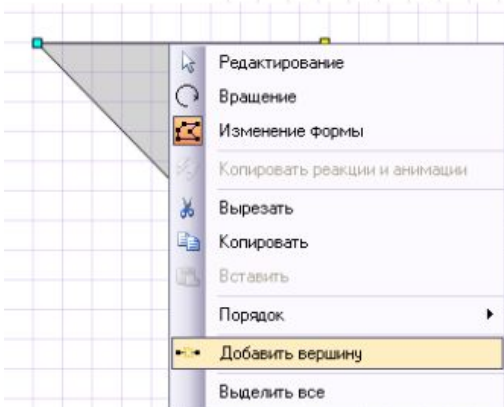 Редактирование
Вращение
Изменение формы
Копировать реакции и анимации
Вырезать
Копировать
Вставить
Порядок
Добавить вершину
Выделить все